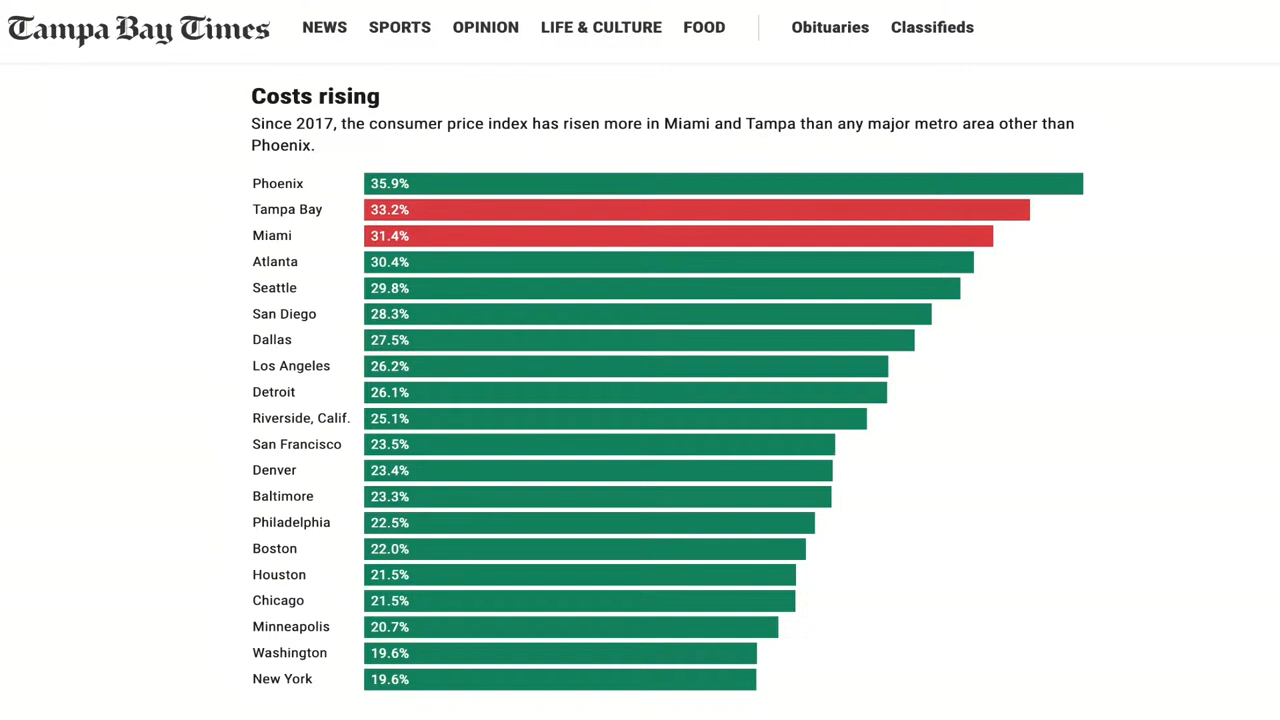 Tampa Bay Times NEWS SPORTS OPINION LIFE & CULTURE FOOD Obituaries Classifieds
Costs rising
Since 2017, the consumer price index has risen more in Miami and Tampa than any major metro area other than
Phoenix.
Phoenix 35.9%
Tampa Bay 33.2%
Miami 31.4%
Atlanta 30.4%
Seattle 29.8%
San Diego 28.3%
Dallas 27.5%
Los Angeles 26.2%
Detroit 26.1%
Riverside, Calif. 25.1%
San Francisco 23.5%
Denver 23.4%
Baltimore 23.3%
Philadelphia 22.5%
Boston 22.0%
Houston 21.5%
Chicago 21.5%
Minneapolis 20.7%
Washington 19.6%
New York 19.6%